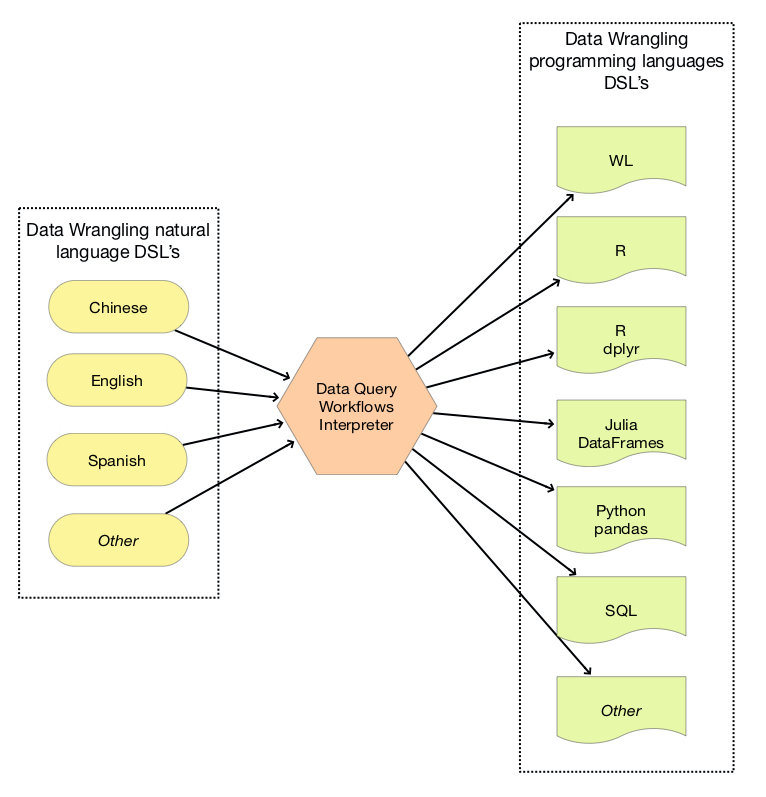 Data Wrangling natural
language DSL's
Chinese
English
Spanish
Other
Data Query
Workflows
Interpreter
Data Wrangling
programming languages
DSL's
WL
R
R
dplyr
Julia
DataFrames
Python
pandas
SQL
Other